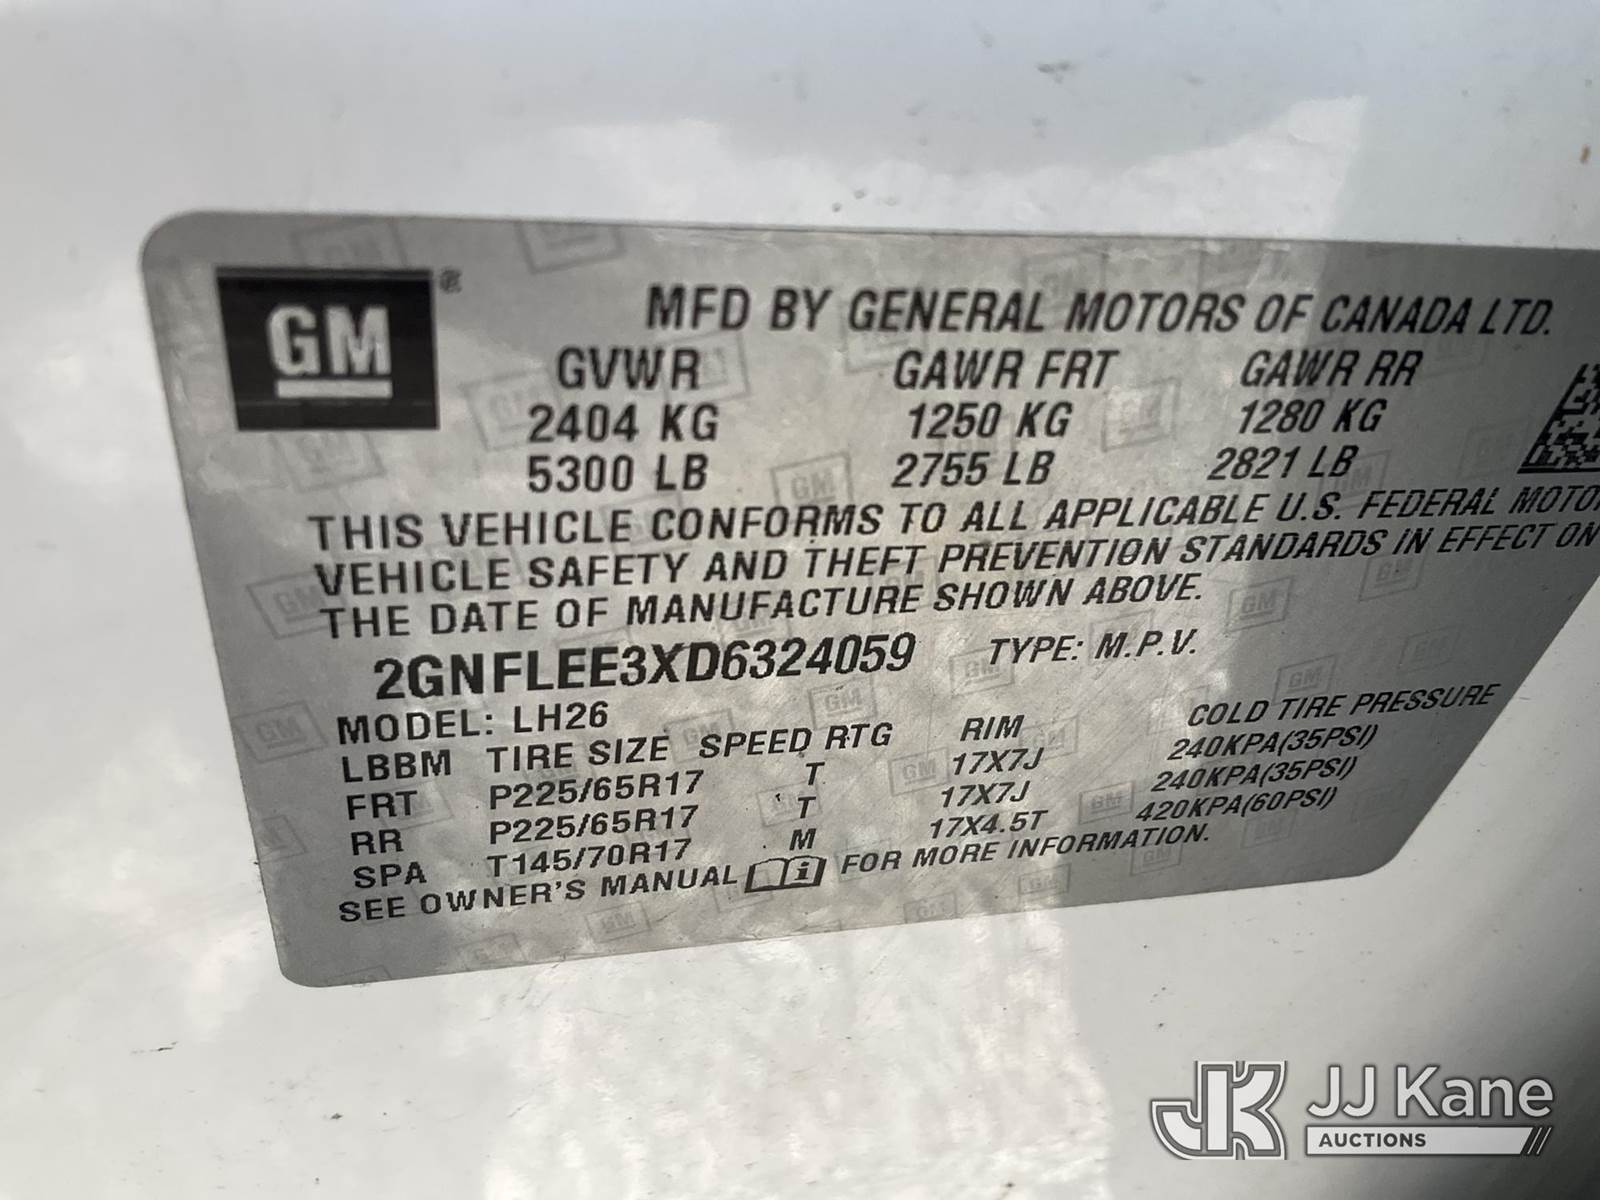 GM
MFD BY GENERAL MOTORS OF CANADA LTD.
GVWR GAWR FRT GAWR RR
2404 KG 1250 KG 1280 KG
5300 LB 2755 LB 2821 LB
THIS VEHICLE CONFORMS TO ALL APPLICABLE U.S. FEDERAL MOTO
VEHICLE SAFETY AND THEFT PREVENTION STANDARDS IN EFFECT ON
THE DATE OF MANUFACTURE SHOWN ABOVE.
2GNFLEE3XD6324059 TYPE: M.P.V.
MODEL: LH26
LBBM TIRE SIZE SPEED RTG RIM COLD TIRE PRESSURE
FRT P225/65R17 T 17X7J 240KPA(35PSI)
RR P225/65R17 T 17X7J 240KPA(35PSI)
SPA T145/70R17 M 17X4.5T 420KPA(60PSI)
SEE OWNER'S MANUAL i FOR MORE INFORMATION.
JK JJ Kane
AUCTIONS